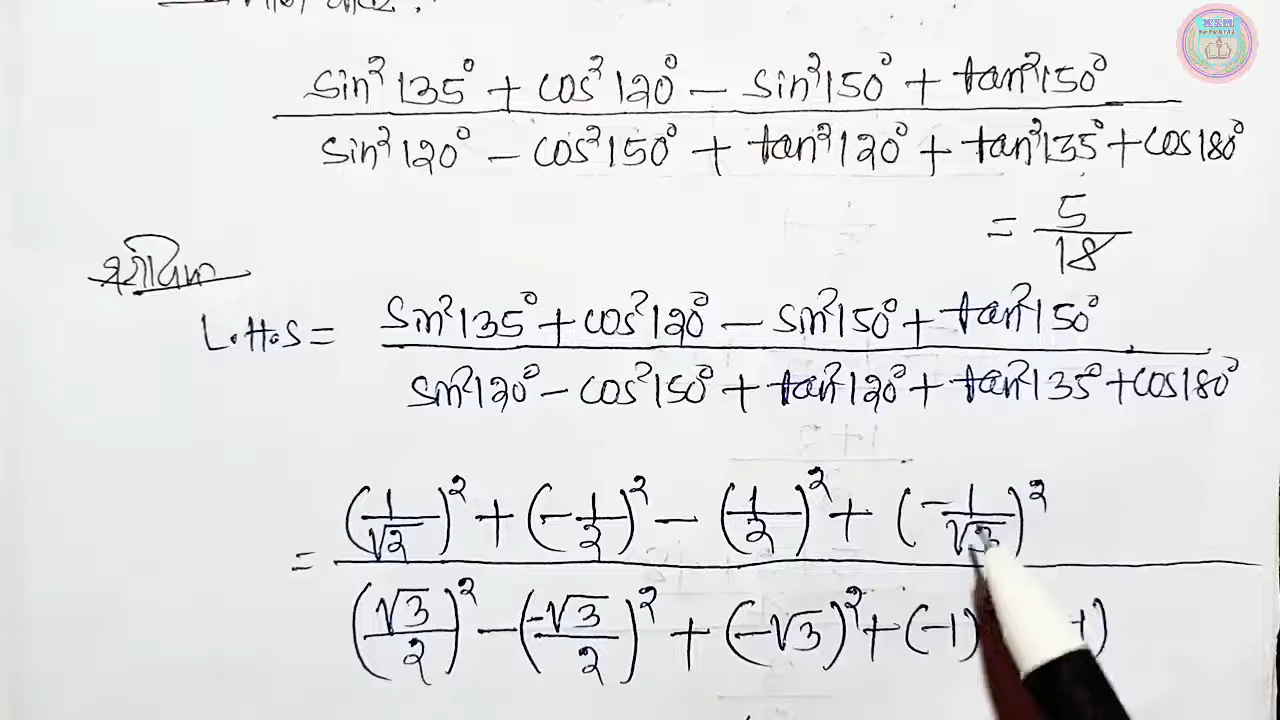 sin²135° + cos²120° − sin²150° + tan²150°
sin²120° − cos²150° + tan²120° + tan²135° + cos180°
= 5/18
L.H.S =
sin²135° + cos²120° − sin²150° + tan²150°
sin²120° − cos²150° + tan²120° + tan²135° + cos180°
= (1/√2)² + (−1/2)² − (1/2)² + (−1/√3)²
(√3/2)² − (−√3/2)² + (−√3)² + (−1) 1)
KSM